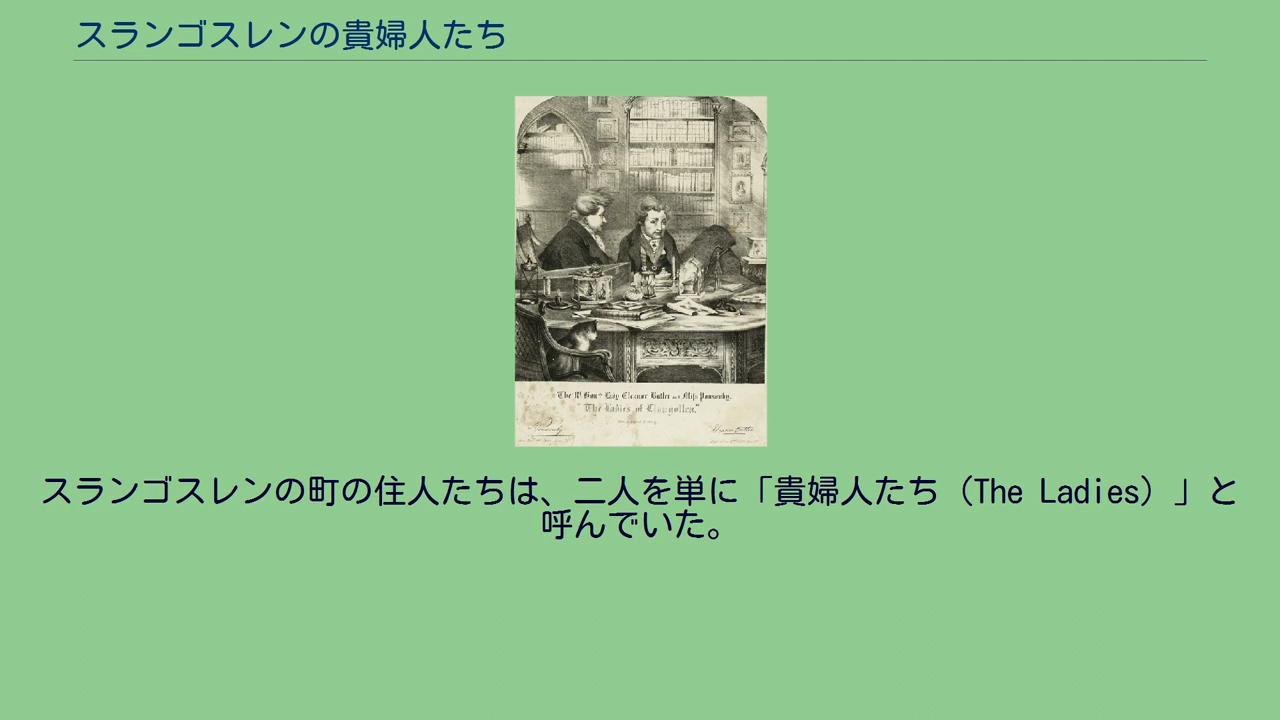 スランゴスレンの貴婦人たち
The Rt. Honble. Lady Eleanor Butler and Miss Ponsonby.
"The Ladies of Llangollen."
スランゴスレンの町の住人たちは、二人を単に「貴婦人たち（The Ladies）」と
呼んでいた。